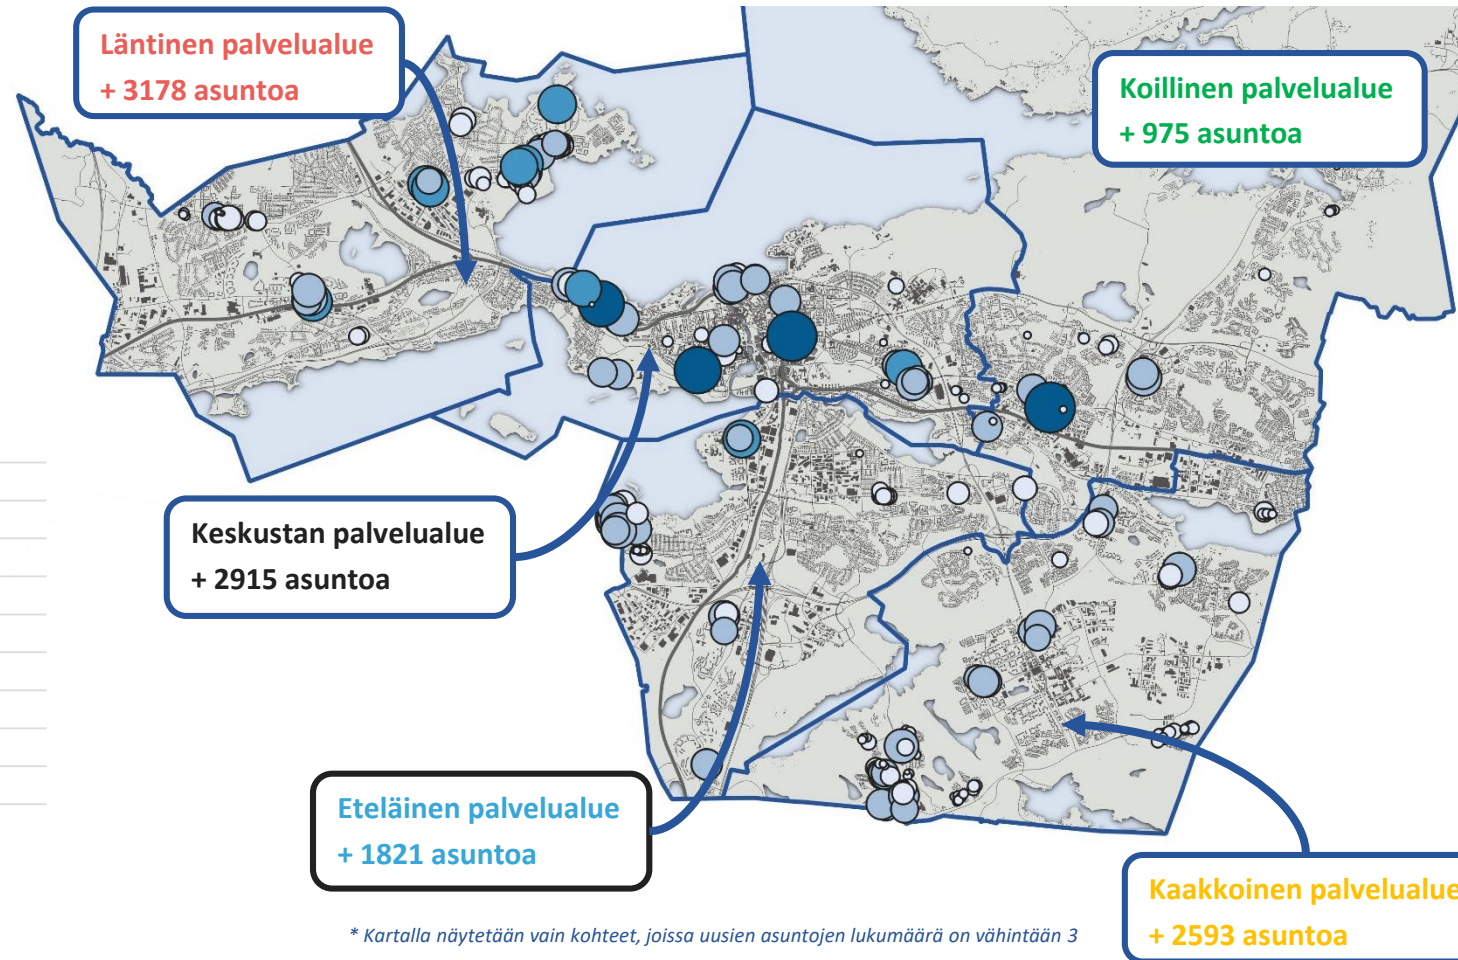 Läntinen palvelualue
+ 3178 asuntoa
Koillinen palvelualue
+ 975 asuntoa
Keskustan palvelualue
+ 2915 asuntoa
Eteläinen palvelualue
+ 1821 asuntoa
Kaakkoinen palvelualue
+ 2593 asuntoa
* Kartalla näytetään vain kohteet, joissa uusien asuntojen lukumäärä on vähintään 3